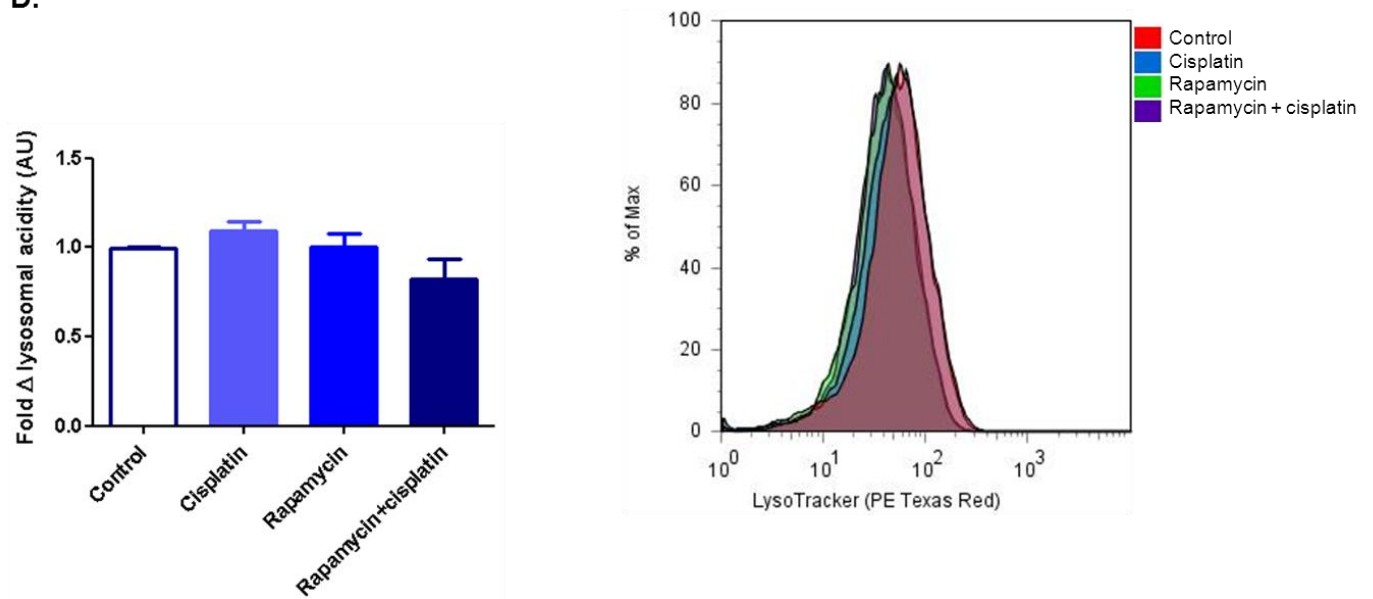 D.
Fold Δ lysosomal acidity (AU)
1.5
1.0
0.5
0.0
Control
Cisplatin
Rapamycin
Rapamycin+cisplatin
% of Max
100
80
60
40
20
0
10^0 10^1 10^2 10^3
LysoTracker (PE Texas Red)
Control
Cisplatin
Rapamycin
Rapamycin + cisplatin